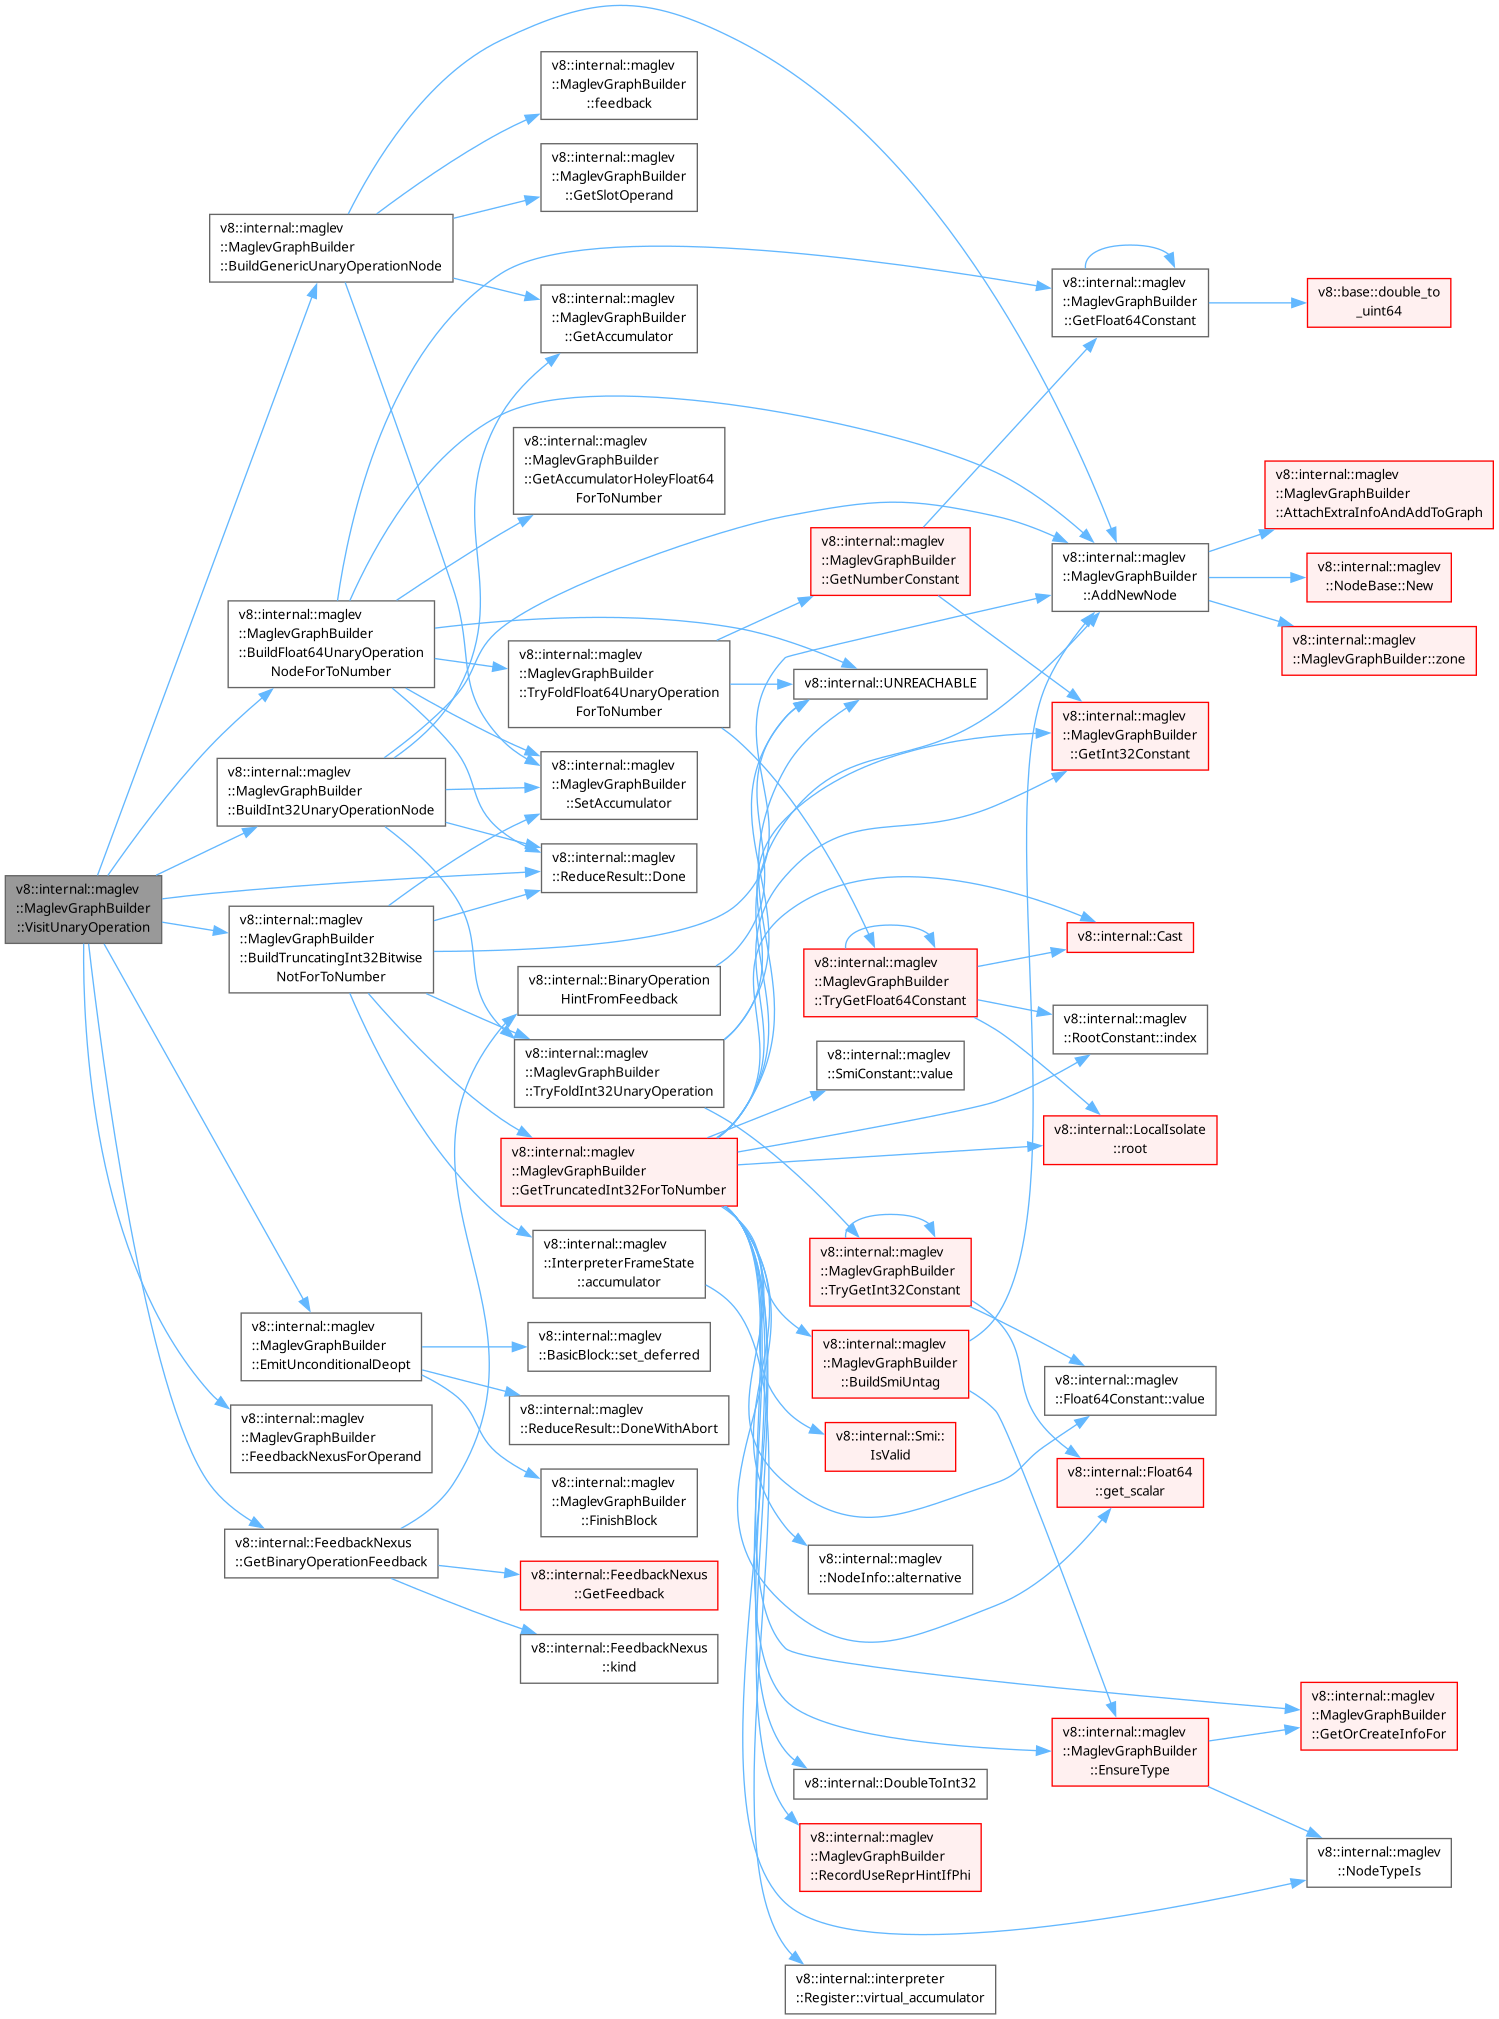 v8::internal::maglev
::MaglevGraphBuilder
::VisitUnaryOperation
v8::internal::maglev
::MaglevGraphBuilder
::BuildGenericUnaryOperationNode
v8::internal::maglev
::MaglevGraphBuilder
::BuildFloat64UnaryOperation
NodeForToNumber
v8::internal::maglev
::MaglevGraphBuilder
::BuildInt32UnaryOperationNode
v8::internal::maglev
::MaglevGraphBuilder
::BuildTruncatingInt32Bitwise
NotForToNumber
v8::internal::maglev
::MaglevGraphBuilder
::EmitUnconditionalDeopt
v8::internal::maglev
::MaglevGraphBuilder
::FeedbackNexusForOperand
v8::internal::FeedbackNexus
::GetBinaryOperationFeedback
v8::internal::maglev
::MaglevGraphBuilder
::feedback
v8::internal::maglev
::MaglevGraphBuilder
::GetSlotOperand
v8::internal::maglev
::MaglevGraphBuilder
::GetAccumulator
v8::internal::maglev
::MaglevGraphBuilder
::GetAccumulatorHoleyFloat64
ForToNumber
v8::internal::maglev
::MaglevGraphBuilder
::TryFoldFloat64UnaryOperation
ForToNumber
v8::internal::maglev
::MaglevGraphBuilder
::SetAccumulator
v8::internal::maglev
::ReduceResult::Done
v8::internal::BinaryOperation
HintFromFeedback
v8::internal::maglev
::MaglevGraphBuilder
::TryFoldInt32UnaryOperation
v8::internal::maglev
::MaglevGraphBuilder
::GetTruncatedInt32ForToNumber
v8::internal::maglev
::InterpreterFrameState
::accumulator
v8::internal::maglev
::BasicBlock::set_deferred
v8::internal::maglev
::ReduceResult::DoneWithAbort
v8::internal::maglev
::MaglevGraphBuilder
::FinishBlock
v8::internal::FeedbackNexus
::GetFeedback
v8::internal::FeedbackNexus
::kind
v8::internal::maglev
::MaglevGraphBuilder
::GetNumberConstant
v8::internal::UNREACHABLE
v8::internal::maglev
::MaglevGraphBuilder
::TryGetFloat64Constant
v8::internal::maglev
::SmiConstant::value
v8::internal::maglev
::MaglevGraphBuilder
::TryGetInt32Constant
v8::internal::maglev
::MaglevGraphBuilder
::BuildSmiUntag
v8::internal::Smi::
IsValid
v8::internal::maglev
::NodeInfo::alternative
v8::internal::DoubleToInt32
v8::internal::maglev
::MaglevGraphBuilder
::RecordUseReprHintIfPhi
v8::internal::interpreter
::Register::virtual_accumulator
v8::internal::maglev
::MaglevGraphBuilder
::GetFloat64Constant
v8::internal::maglev
::MaglevGraphBuilder
::AddNewNode
v8::internal::maglev
::MaglevGraphBuilder
::GetInt32Constant
v8::internal::Cast
v8::internal::maglev
::RootConstant::index
v8::internal::LocalIsolate
::root
v8::internal::maglev
::Float64Constant::value
v8::internal::Float64
::get_scalar
v8::internal::maglev
::MaglevGraphBuilder
::EnsureType
v8::base::double_to
_uint64
v8::internal::maglev
::MaglevGraphBuilder
::AttachExtraInfoAndAddToGraph
v8::internal::maglev
::NodeBase::New
v8::internal::maglev
::MaglevGraphBuilder::zone
v8::internal::maglev
::MaglevGraphBuilder
::GetOrCreateInfoFor
v8::internal::maglev
::NodeTypeIs